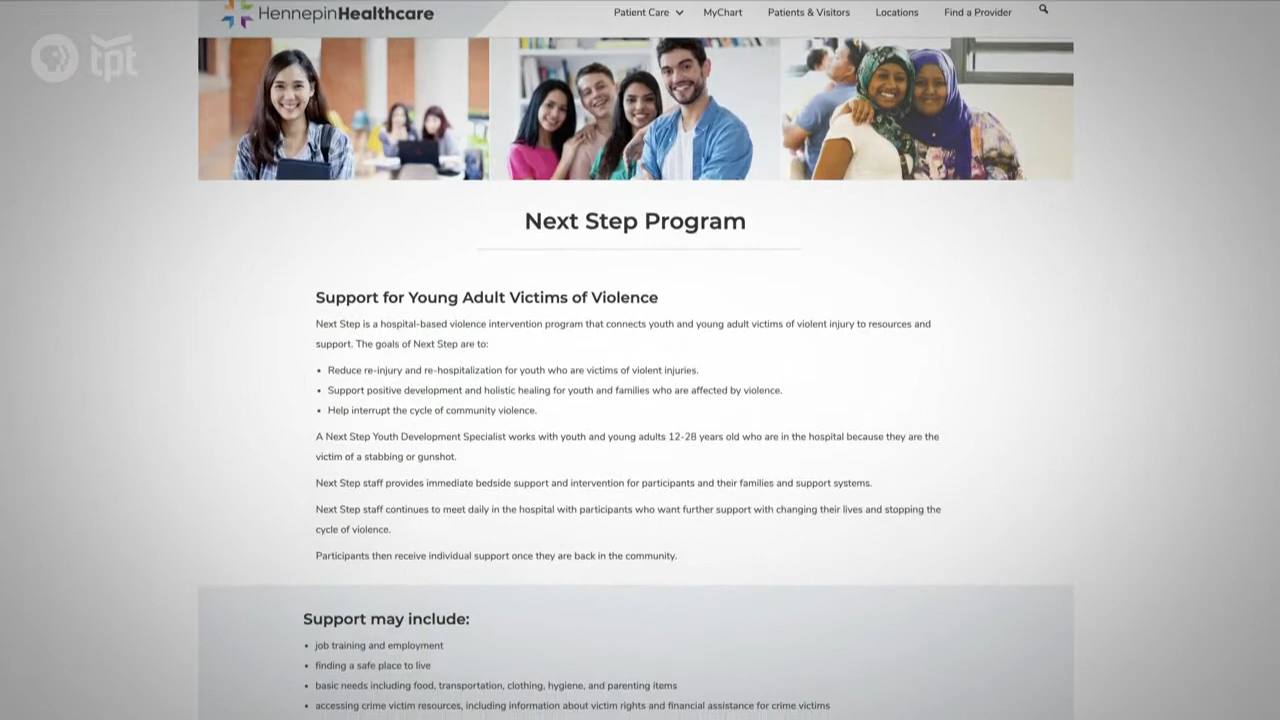 HennepinHealthcare
Patient Care
MyChart
Patients & Visitors
Locations
Find a Provider
tpt
Next Step Program
Support for Young Adult Victims of Violence
Next Step is a hospital-based violence intervention program that connects youth and young adult victims of violent injury to resources and
support. The goals of Next Step are to:
• Reduce re-injury and re-hospitalization for youth who are victims of violent injuries.
• Support positive development and holistic healing for youth and families who are affected by violence.
• Help interrupt the cycle of community violence.
A Next Step Youth Development Specialist works with youth and young adults 12-28 years old who are in the hospital because they are the
victim of a stabbing or gunshot.
Next Step staff provides immediate bedside support and intervention for participants and their families and support systems.
Next Step staff continues to meet daily in the hospital with participants who want further support with changing their lives and stopping the
cycle of violence.
Participants then receive individual support once they are back in the community.
Support may include:
• job training and employment
• finding a safe place to live
• basic needs including food, transportation, clothing, hygiene, and parenting items
• accessing crime victim resources, including information about victim rights and financial assistance for crime victims